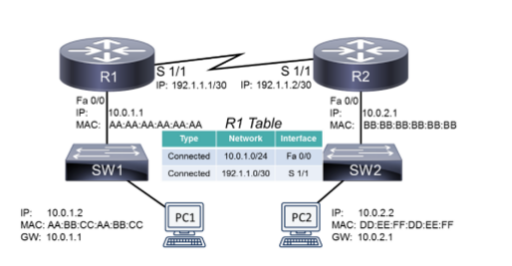 R1
R2
S 1/1
S 1/1
IP: 192.1.1.1/30
IP: 192.1.1.2/30
Fa 0/0
IP: 10.0.1.1
MAC: AA:AA:AA:AA:AA:AA
Fa 0/0
IP: 10.0.2.1
MAC: BB:BB:BB:BB:BB:BB
R1 Table
Type Network Interface
Connected 10.0.1.0/24 Fa 0/0
Connected 192.1.1.0/30 S 1/1
SW1
SW2
IP: 10.0.1.2
MAC: AA:BB:CC:AA:BB:CC
GW: 10.0.1.1
PC1
PC2
IP: 10.0.2.2
MAC: DD:EE:FF:DD:EE:FF
GW: 10.0.2.1